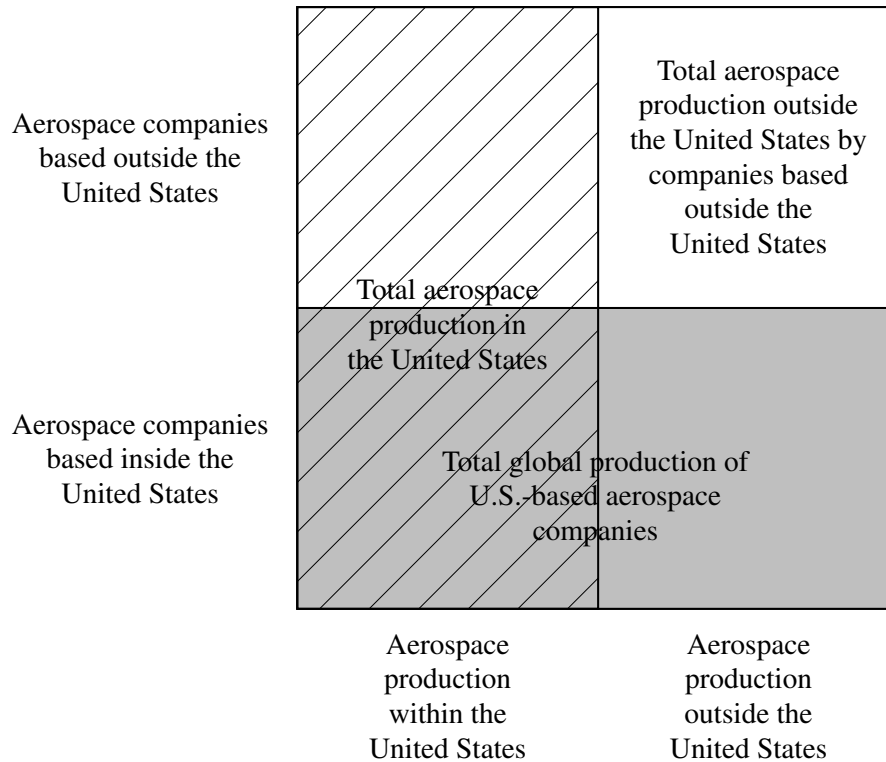 Aerospace companies
based outside the
United States
Total aerospace
production outside
the United States by
companies based
outside the
United States
Total aerospace
production in
the United States
Aerospace companies
based inside the
United States
Total global production of
U.S.-based aerospace
companies
Aerospace
production
within the
United States
Aerospace
production
outside the
United States